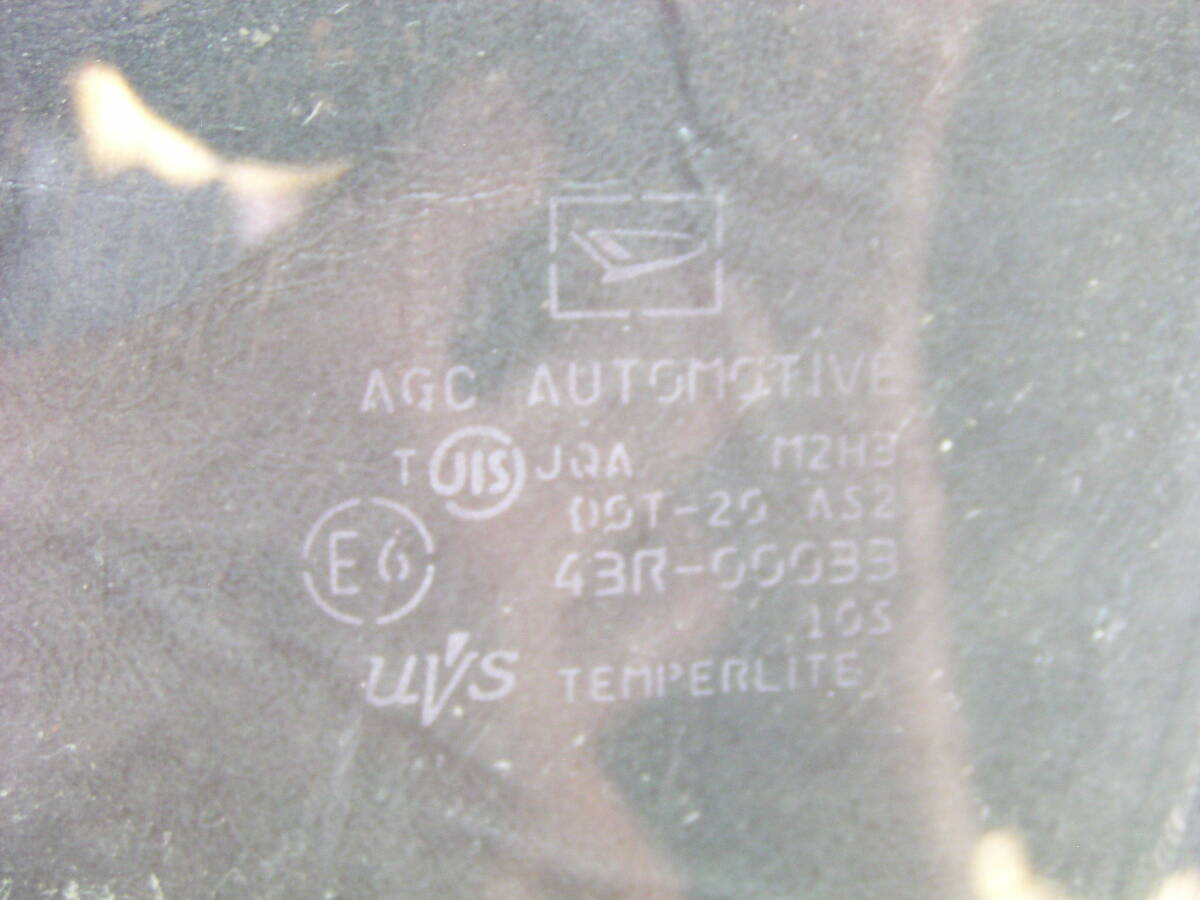 AGC AUTOMOTIVE
T JIS JQA M2H3
DOT-20 AS2
E6 43R-00033
10S
UVS TEMPERLITE